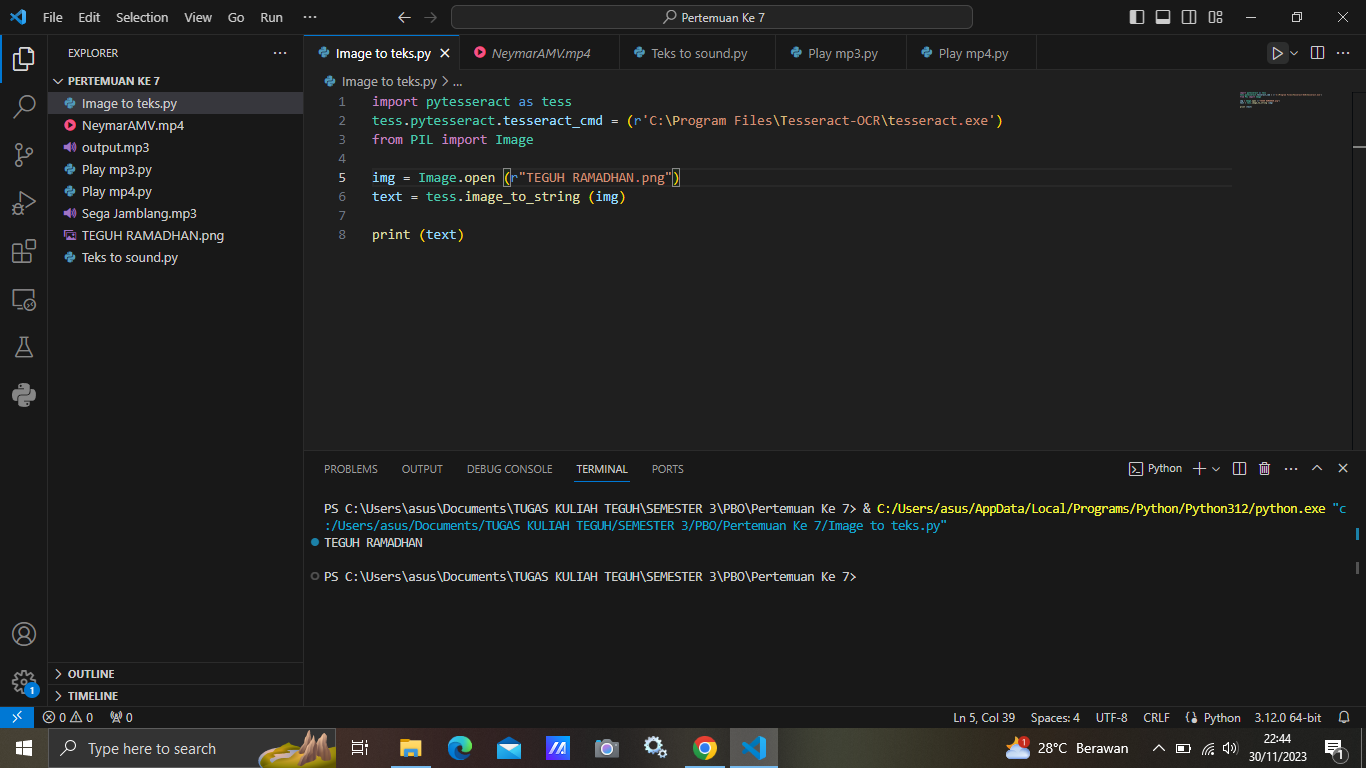 File Edit Selection View Go Run ··· Pertemuan Ke 7
EXPLORER ···
PERTEMUAN KE 7
Image to teks.py
NeymarAMV.mp4
output.mp3
Play mp3.py
Play mp4.py
Sega Jamblang.mp3
TEGUH RAMADHAN.png
Teks to sound.py
OUTLINE
TIMELINE
Image to teks.py NeymarAMV.mp4 Teks to sound.py Play mp3.py Play mp4.py
Image to teks.py > ...
1 import pytesseract as tess
2 tess.pytesseract.tesseract_cmd = (r'C:\Program Files\Tesseract-OCR\tesseract.exe')
3 from PIL import Image
4
5 img = Image.open (r"TEGUH RAMADHAN.png")
6 text = tess.image_to_string (img)
7
8 print (text)
PROBLEMS OUTPUT DEBUG CONSOLE TERMINAL PORTS Python
PS C:\Users\asus\Documents\TUGAS KULIAH TEGUH\SEMESTER 3\PBO\Pertemuan Ke 7> & C:/Users/asus/AppData/Local/Programs/Python/Python312/python.exe "c
:/Users/asus/Documents/TUGAS KULIAH TEGUH/SEMESTER 3/PBO/Pertemuan Ke 7/Image to teks.py"
TEGUH RAMADHAN
PS C:\Users\asus\Documents\TUGAS KULIAH TEGUH\SEMESTER 3\PBO\Pertemuan Ke 7>
1
0 0 0 Ln 5, Col 39 Spaces: 4 UTF-8 CRLF Python 3.12.0 64-bit
Type here to search 1 28°C Berawan 22:44
30/11/2023 1